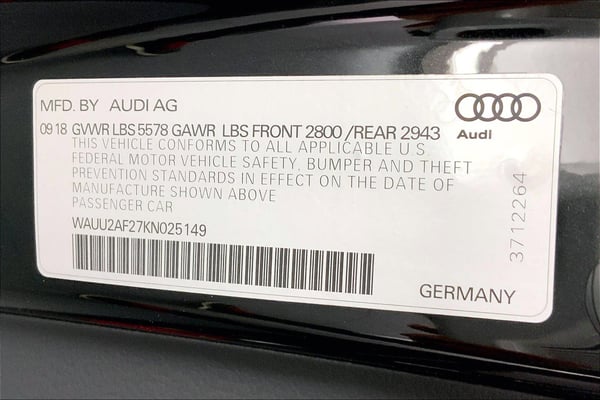 MFD. BY AUDI AG
Audi
09 18 GVWR LBS 5578 GAWR LBS FRONT 2800 /REAR 2943
THIS VEHICLE CONFORMS TO ALL APPLICABLE U S
FEDERAL MOTOR VEHICLE SAFETY, BUMPER AND THEFT
PREVENTION STANDARDS IN EFFECT ON THE DATE OF
MANUFACTURE SHOWN ABOVE
PASSENGER CAR
WAUU2AF27KN025149
3712264
GERMANY